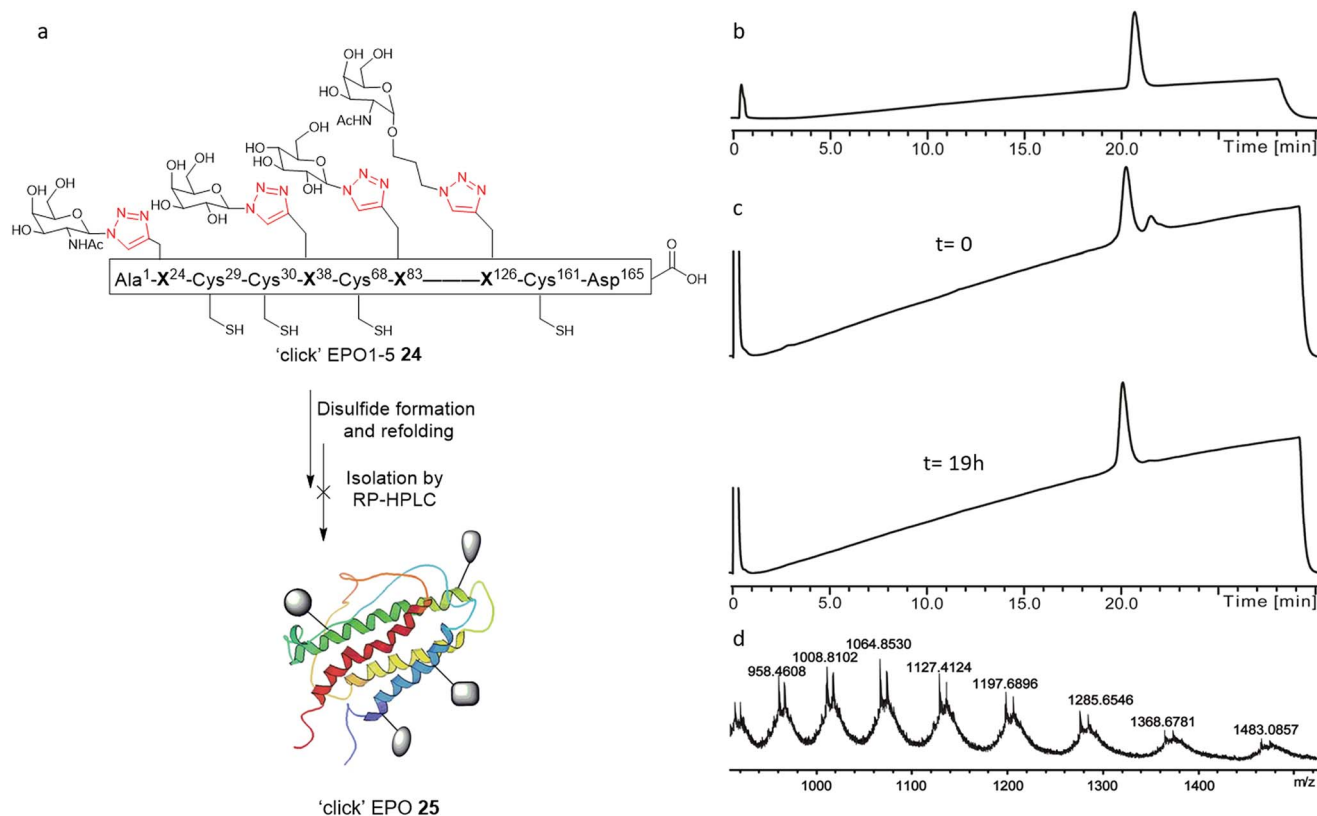 a
OH
OH
O
HO
AcHN
O
OH
HO
HO
O
OH
N
N
N
OH
OH
O
HO
OH
N
N
N
N
N
N
OH
OH
O
HO
NHAc
N
N
N
Ala¹-X²⁴-Cys²⁹-Cys³⁰-X³⁸-Cys⁶⁸-X⁸³———X¹²⁶-Cys¹⁶¹-Asp¹⁶⁵
O
OH
SH
SH
SH
SH
'click' EPO1-5 24
Disulfide formation
and refolding
Isolation by
RP-HPLC
'click' EPO 25
b
0 5.0 10.0 15.0 20.0 Time [min]
c
t= 0
t= 19h
0 5.0 10.0 15.0 20.0 Time [min]
d
958.4608
1008.8102
1064.8530
1127.4124
1197.6896
1285.6546
1368.6781
1483.0857
1000 1100 1200 1300 1400 m/z